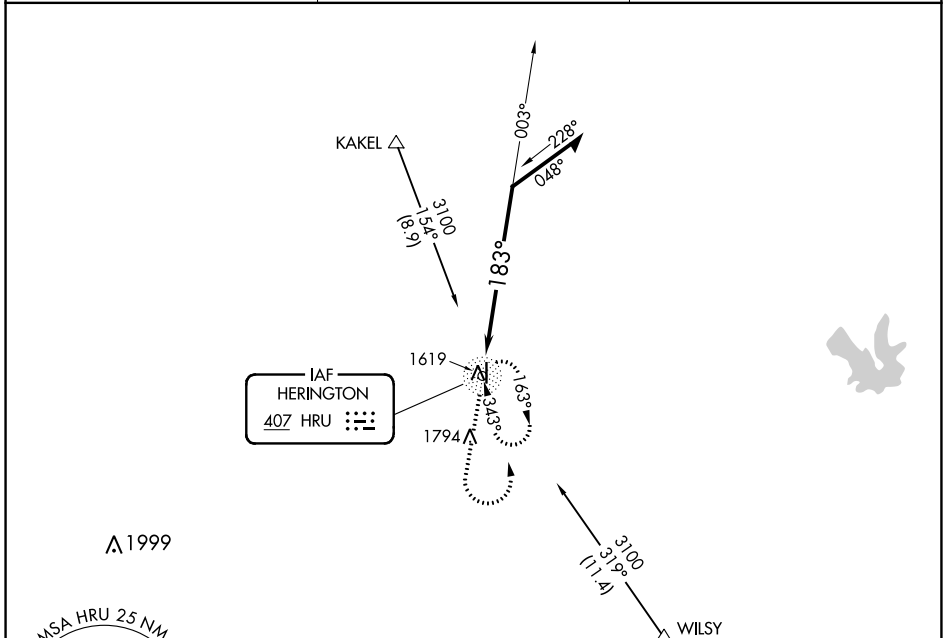 003°
228°
048°
KAKEL
3100
154°
(8.9)
183°
1619
IAF
HERINGTON
407 HRU
163°
343°
1794
1999
3100
319°
(11.4)
MSA HRU 25 NM
WILSY